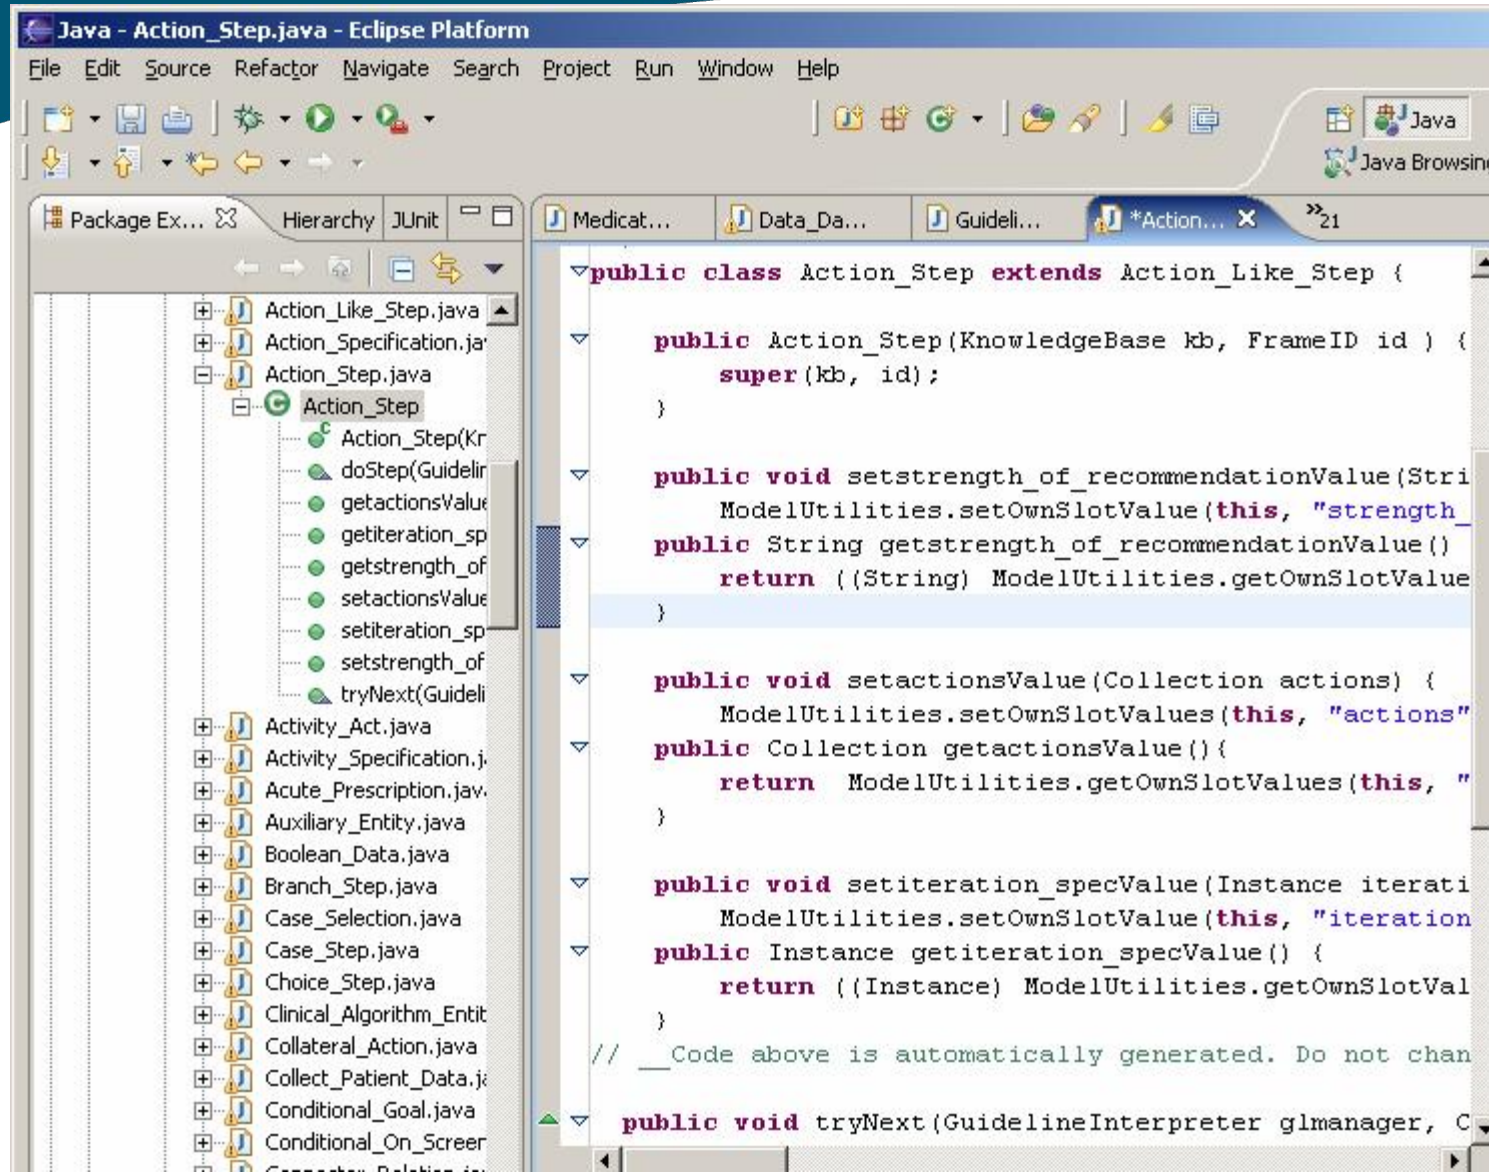 Java - Action_Step.java - Eclipse Platform
File Edit Source Refactor Navigate Search Project Run Window Help
Java
Java Browsing
Package Ex... Hierarchy JUnit
Action_Like_Step.java
Action_Specification.ja
Action_Step.java
Action_Step
Action_Step(Kn
doStep(Guidelin
getactionsValue
getiteration_sp
getstrength_of
setactionsValue
setiteration_sp
setstrength_of
tryNext(Guideli
Activity_Act.java
Activity_Specification.j
Acute_Prescription.jav
Auxiliary_Entity.java
Boolean_Data.java
Branch_Step.java
Case_Selection.java
Case_Step.java
Choice_Step.java
Clinical_Algorithm_Entit
Collateral_Action.java
Collect_Patient_Data.ja
Conditional_Goal.java
Conditional_On_Screen
Medicat... Data_Da... Guideli... *Action... »21
public class Action_Step extends Action_Like_Step {
public Action_Step(KnowledgeBase kb, FrameID id ) {
super(kb, id);
}
public void setstrength_of_recommendationValue(Stri
ModelUtilities.setOwnSlotValue(this, "strength_
public String getstrength_of_recommendationValue()
return ((String) ModelUtilities.getOwnSlotValue
}
public void setactionsValue(Collection actions) {
ModelUtilities.setOwnSlotValues(this, "actions"
public Collection getactionsValue(){
return  ModelUtilities.getOwnSlotValues(this, "
}
public void setiteration_specValue(Instance iterati
ModelUtilities.setOwnSlotValue(this, "iteration
public Instance getiteration_specValue() {
return ((Instance) ModelUtilities.getOwnSlotVal
}
// __Code above is automatically generated. Do not chan
public void tryNext(GuidelineInterpreter glmanager, C